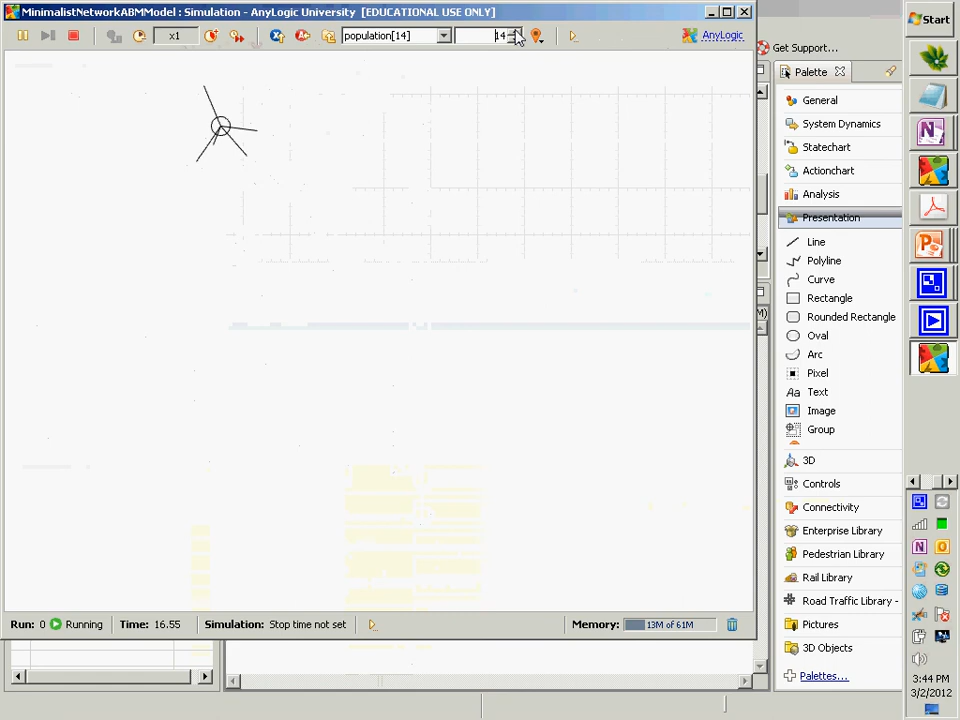 MinimalistNetworkABMModel : Simulation - AnyLogic University [EDUCATIONAL USE ONLY]
x1
population[14]
14
AnyLogic
Run: 0 Running
Time: 16.55
Simulation: Stop time not set
Memory:
13M of 61M
Get Support...
Palette
General
System Dynamics
Statechart
Actionchart
Analysis
Presentation
Line
Polyline
Curve
Rectangle
Rounded Rectangle
Oval
Arc
Pixel
Aa Text
Image
Group
3D
Controls
Connectivity
Enterprise Library
Pedestrian Library
Rail Library
Road Traffic Library -
Pictures
3D Objects
Palettes...
M)
Start
3:44 PM
3/2/2012